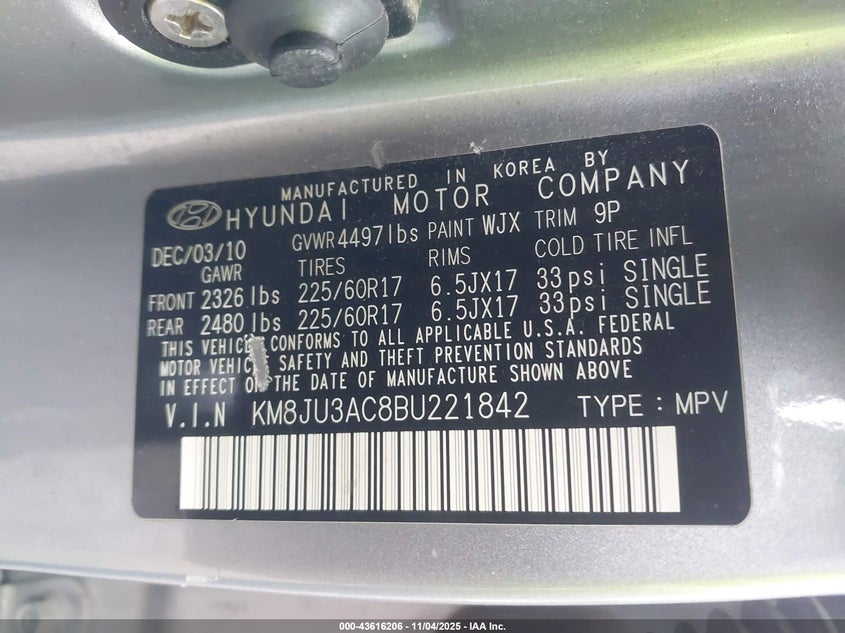 MANUFACTURED IN KOREA BY
HYUNDAI MOTOR COMPANY
DEC/03/10 GVWR 4497lbs PAINT WJX TRIM 9P
GAWR TIRES RIMS COLD TIRE INFL
FRONT 2326 lbs 225/60R17 6.5JX17 33psi SINGLE
REAR 2480 lbs 225/60R17 6.5JX17 33psi SINGLE
THIS VEHICLE CONFORMS TO ALL APPLICABLE U.S.A. FEDERAL
MOTOR VEHICLE SAFETY AND THEFT PREVENTION STANDARDS
IN EFFECT ON THE DATE OF MANUFACTURE SHOWN ABOVE
V.I.N KM8JU3AC8BU221842 TYPE : MPV
000-43616206 - 11/04/2025 - IAA Inc.